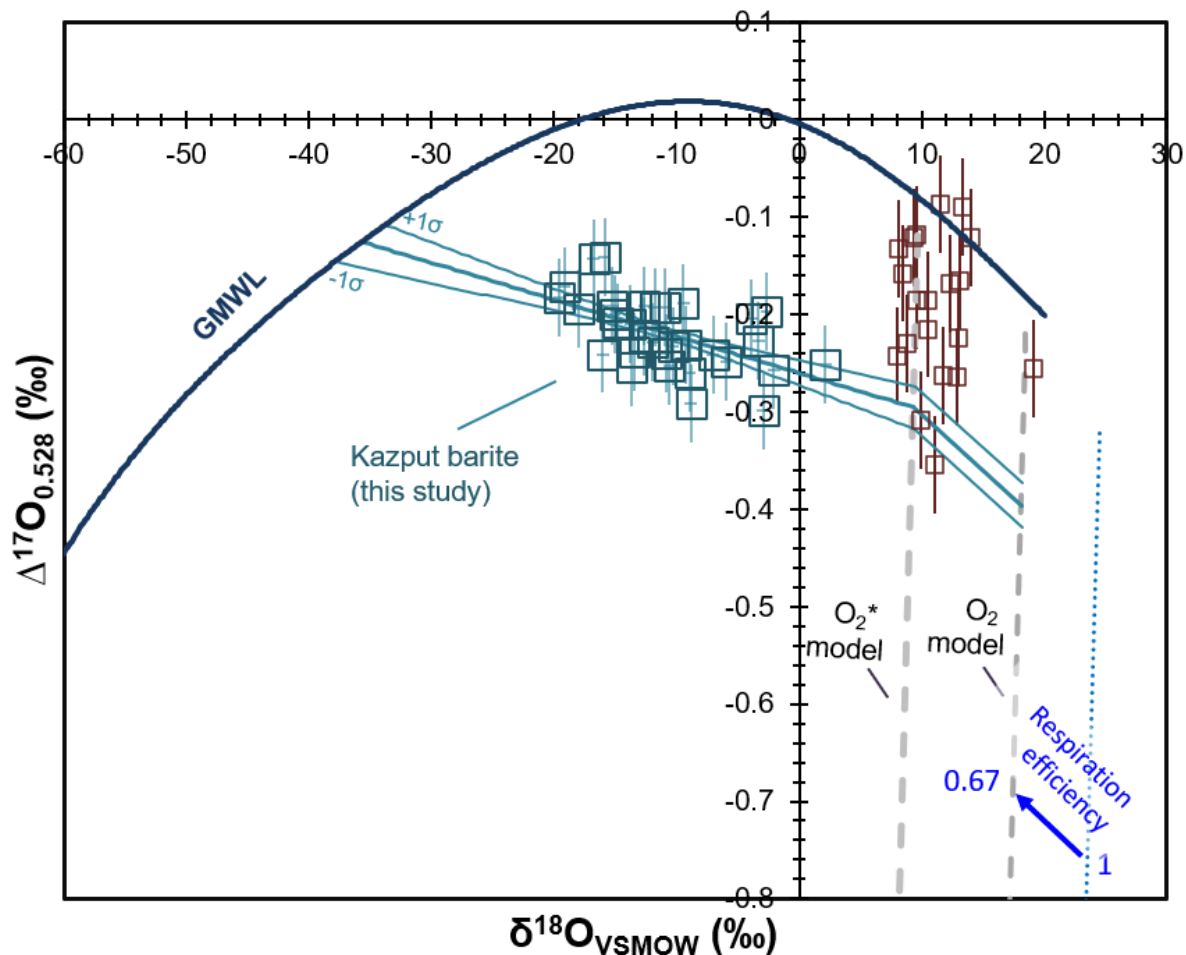 0.1
0
-60
-50
-40
-30
-20
-10
0
10
20
30
GMWL
+1σ
-1σ
-0.1
-0.2
-0.3
-0.4
-0.5
-0.6
-0.7
-0.8
Kazput barite
(this study)
O₂*
model
O₂
model
Respiration
efficiency
0.67
1
Δ¹⁷O₀.₅₂₈ (‰)
δ¹⁸O_VSMOW (‰)